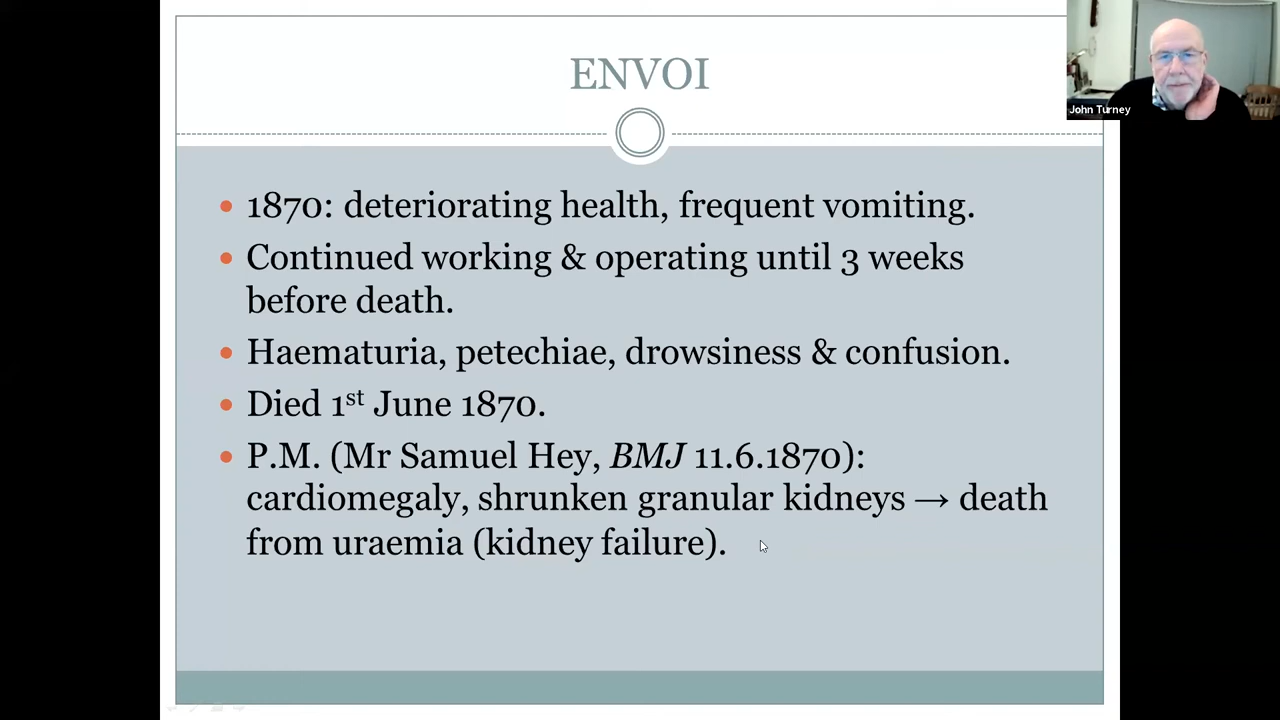 ENVOI
John Turney
• 1870: deteriorating health, frequent vomiting.
• Continued working & operating until 3 weeks
before death.
• Haematuria, petechiae, drowsiness & confusion.
• Died 1st June 1870.
• P.M. (Mr Samuel Hey, BMJ 11.6.1870):
cardiomegaly, shrunken granular kidneys → death
from uraemia (kidney failure).